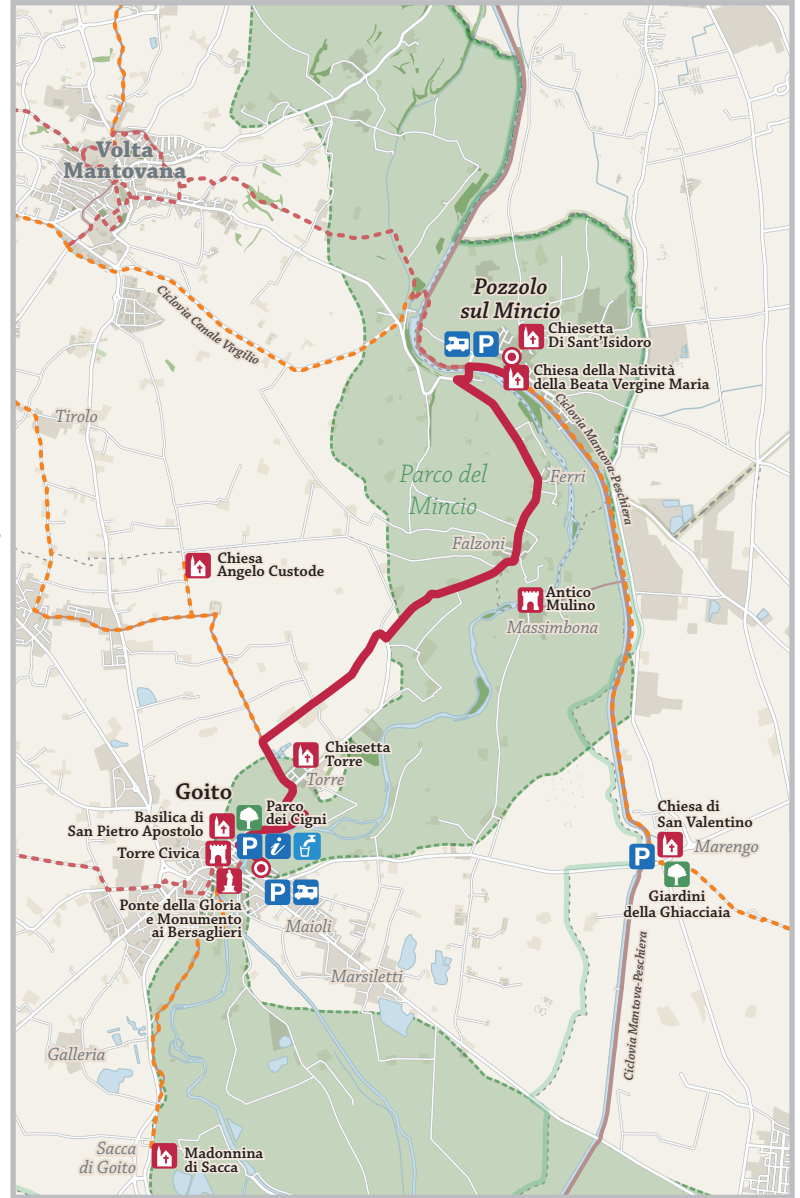 Volta
Mantovana
Pozzolo
sul Mincio
Chiesetta
Di Sant'Isidoro
Ciclovia Canale Virgilio
Chiesa della Natività
della Beata Vergine Maria
Ciclovia Mantova-Peschiera
Tirolo
Parco del
Mincio
Ferri
Falzoni
Chiesa
Angelo Custode
Antico
Mulino
Massimbona
Chiesetta
Torre
Torre
Goito
Parco
dei Cigni
Basilica di
San Pietro Apostolo
P
i
Torre Civica
Chiesa di
San Valentino
Marengo
P
Giardini
della Ghiacciaia
P
Ponte della Gloria
e Monumento
ai Bersaglieri
Maioli
Marsiletti
Ciclovia Mantova-Peschiera
Galleria
Sacca
di Goito
Madonnina
di Sacca
P